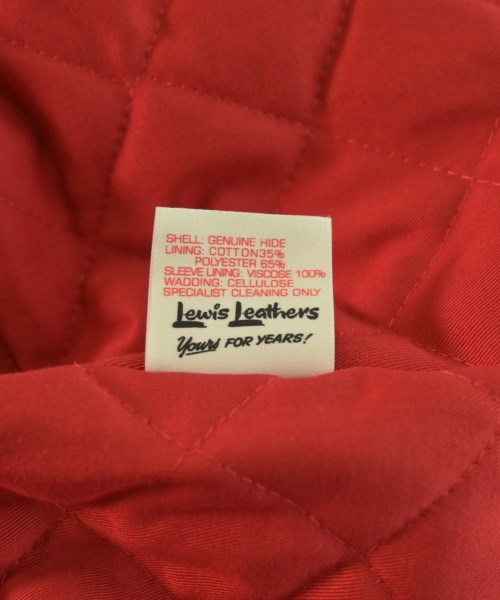 SHELL: GENUINE HIDE
LINING: COTTON35%
POLYESTER 65%
SLEEVE LINING: VISCOSE 100%
WADDING: CELLULOSE
SPECIALIST CLEANING ONLY
Lewis Leathers
Yours FOR YEARS!